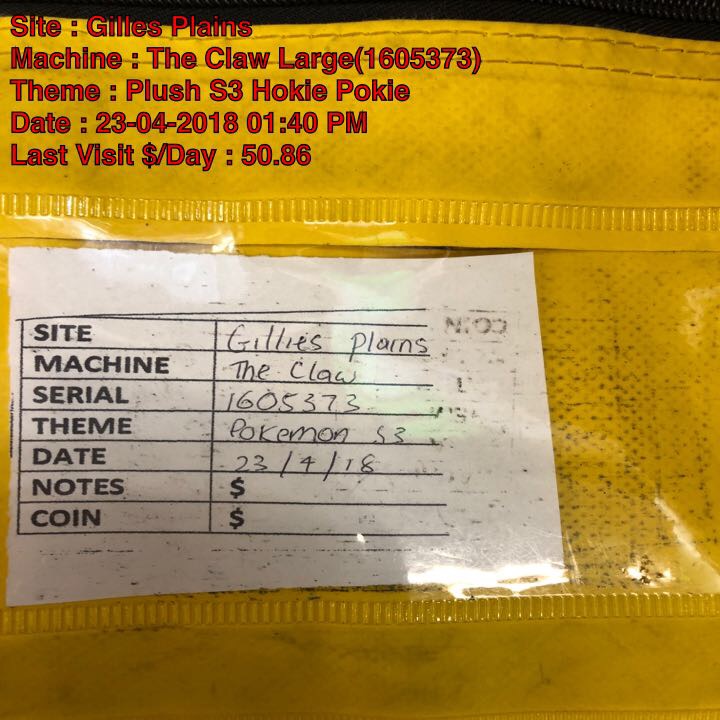 Site : Gilles Plains
Machine : The Claw Large(1605373)
Theme : Plush S3 Hokie Pokie
Date : 23-04-2018 01:40 PM
Last Visit $/Day : 50.86
SITE Gillies plains
MACHINE The Claw
SERIAL 1605373
THEME Pokemon S3
DATE 23/4/18
NOTES $
COIN $
COIN